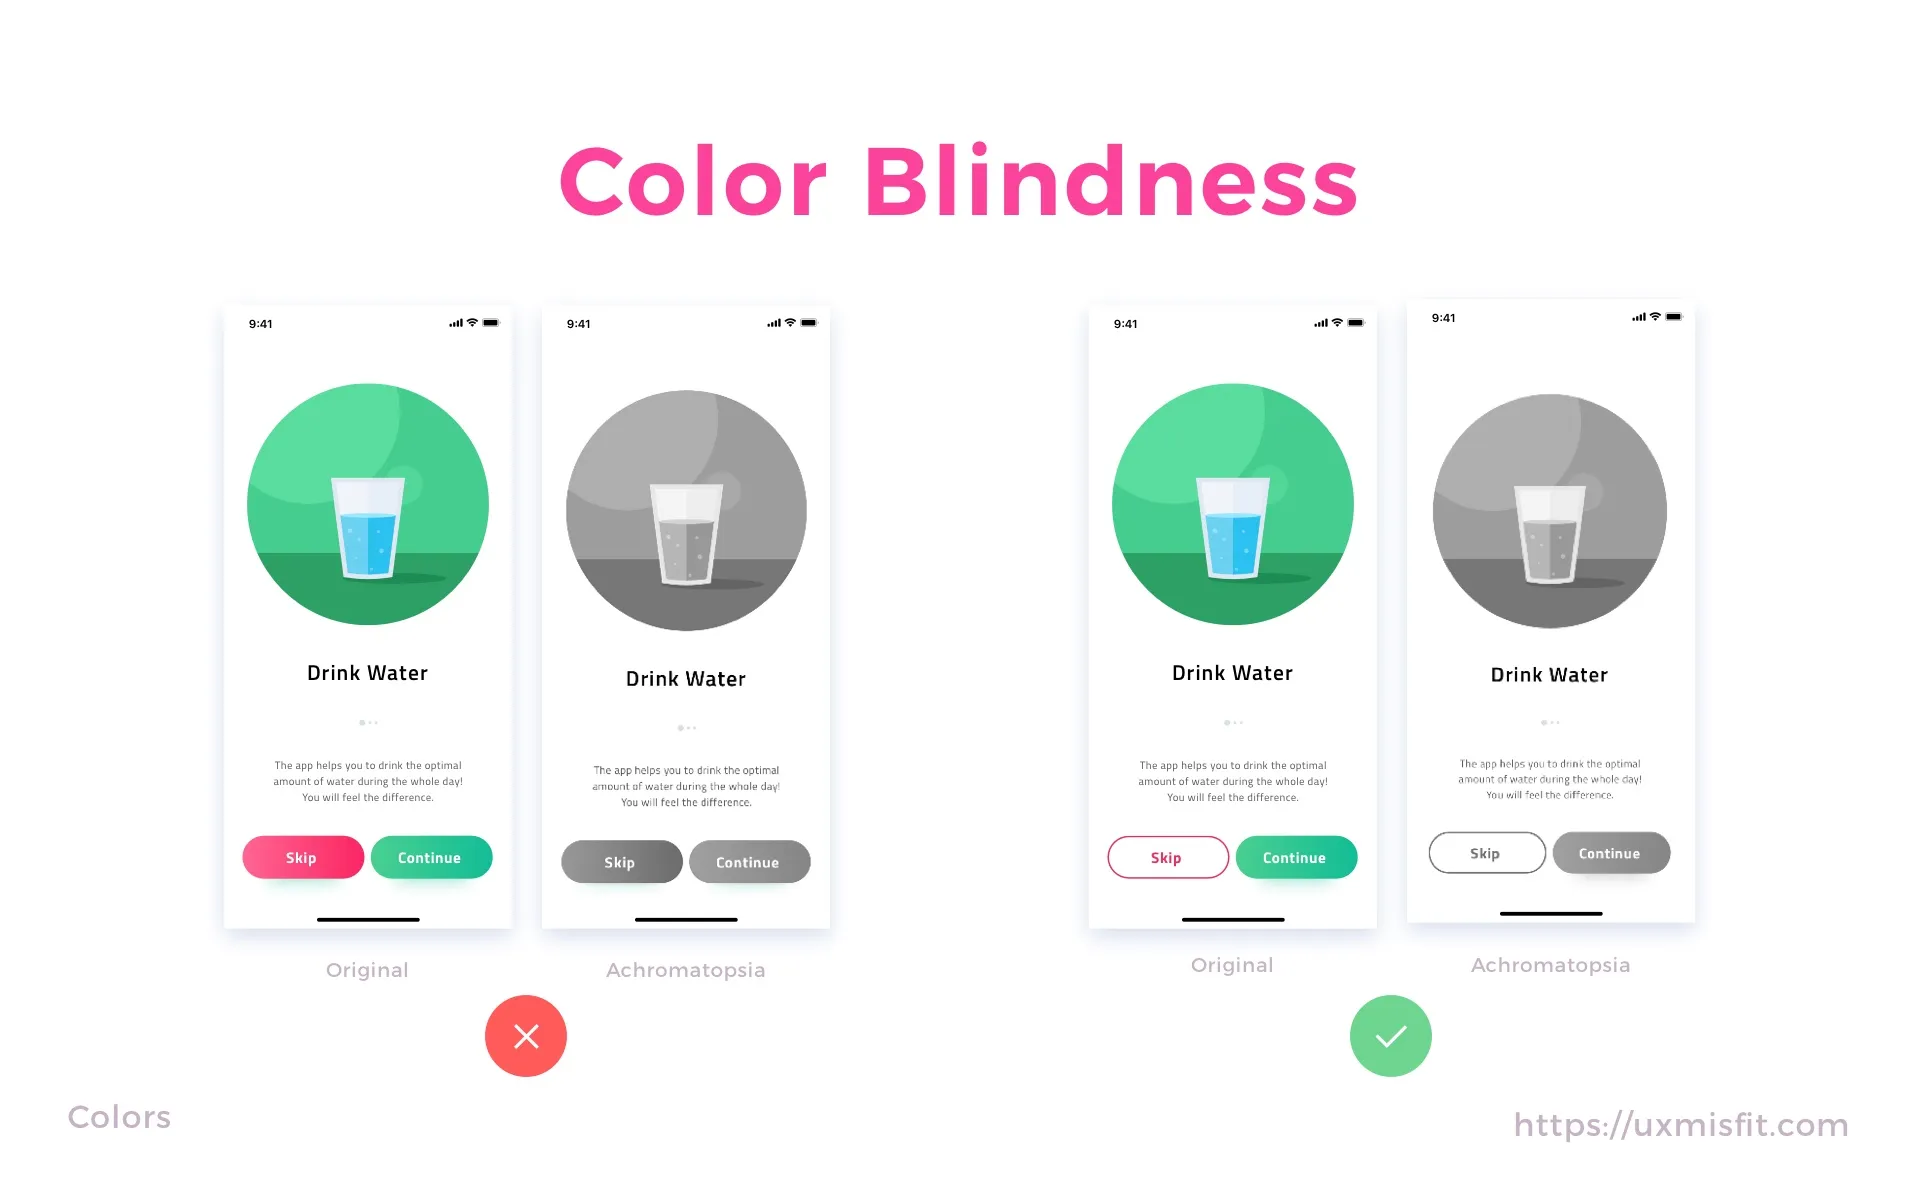 Color Blindness
9:41
Drink Water
The app helps you to drink the optimal
amount of water during the whole day!
You will feel the difference.
Skip
Continue
Original
9:41
Drink Water
The app helps you to drink the optimal
amount of water during the whole day!
You will feel the difference.
Skip
Continue
Achromatopsia
9:41
Drink Water
The app helps you to drink the optimal
amount of water during the whole day!
You will feel the difference.
Skip
Continue
Original
9:41
Drink Water
The app helps you to drink the optimal
amount of water during the whole day!
You will feel the difference.
Skip
Continue
Achromatopsia
Colors
https://uxmisfit.com